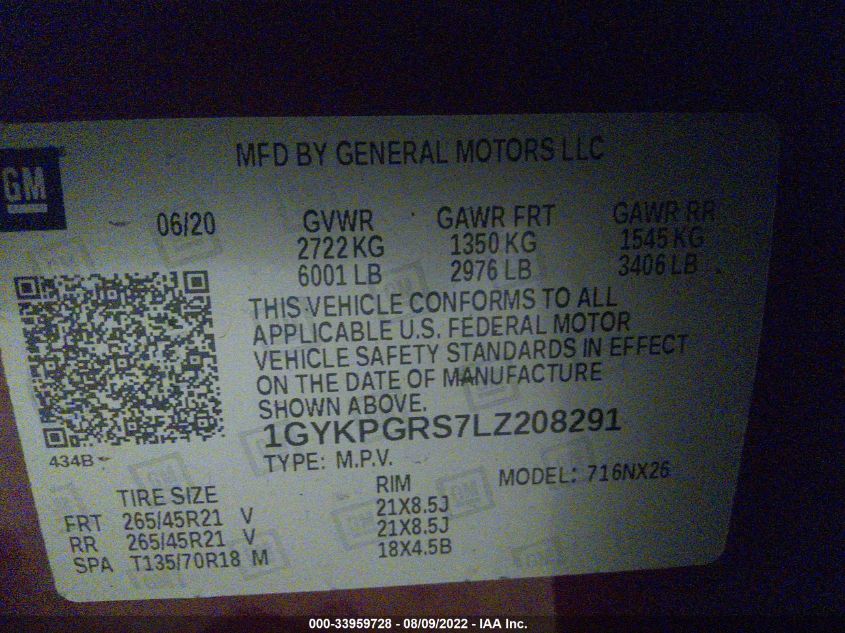 MFD BY GENERAL MOTORS LLC
GM
06/20 GVWR GAWR FRT GAWR RR
2722 KG 1350 KG 1545 KG
6001 LB 2976 LB 3406 LB
THIS VEHICLE CONFORMS TO ALL
APPLICABLE U.S. FEDERAL MOTOR
VEHICLE SAFETY STANDARDS IN EFFECT
ON THE DATE OF MANUFACTURE
SHOWN ABOVE.
1GYKPGRS7LZ208291
434B
TYPE: M.P.V. MODEL: 716NX26
TIRE SIZE RIM
FRT 265/45R21 V 21X8.5J
RR 265/45R21 V 21X8.5J
SPA T135/70R18 M 18X4.5B
000-33959728 - 08/09/2022 - IAA Inc.